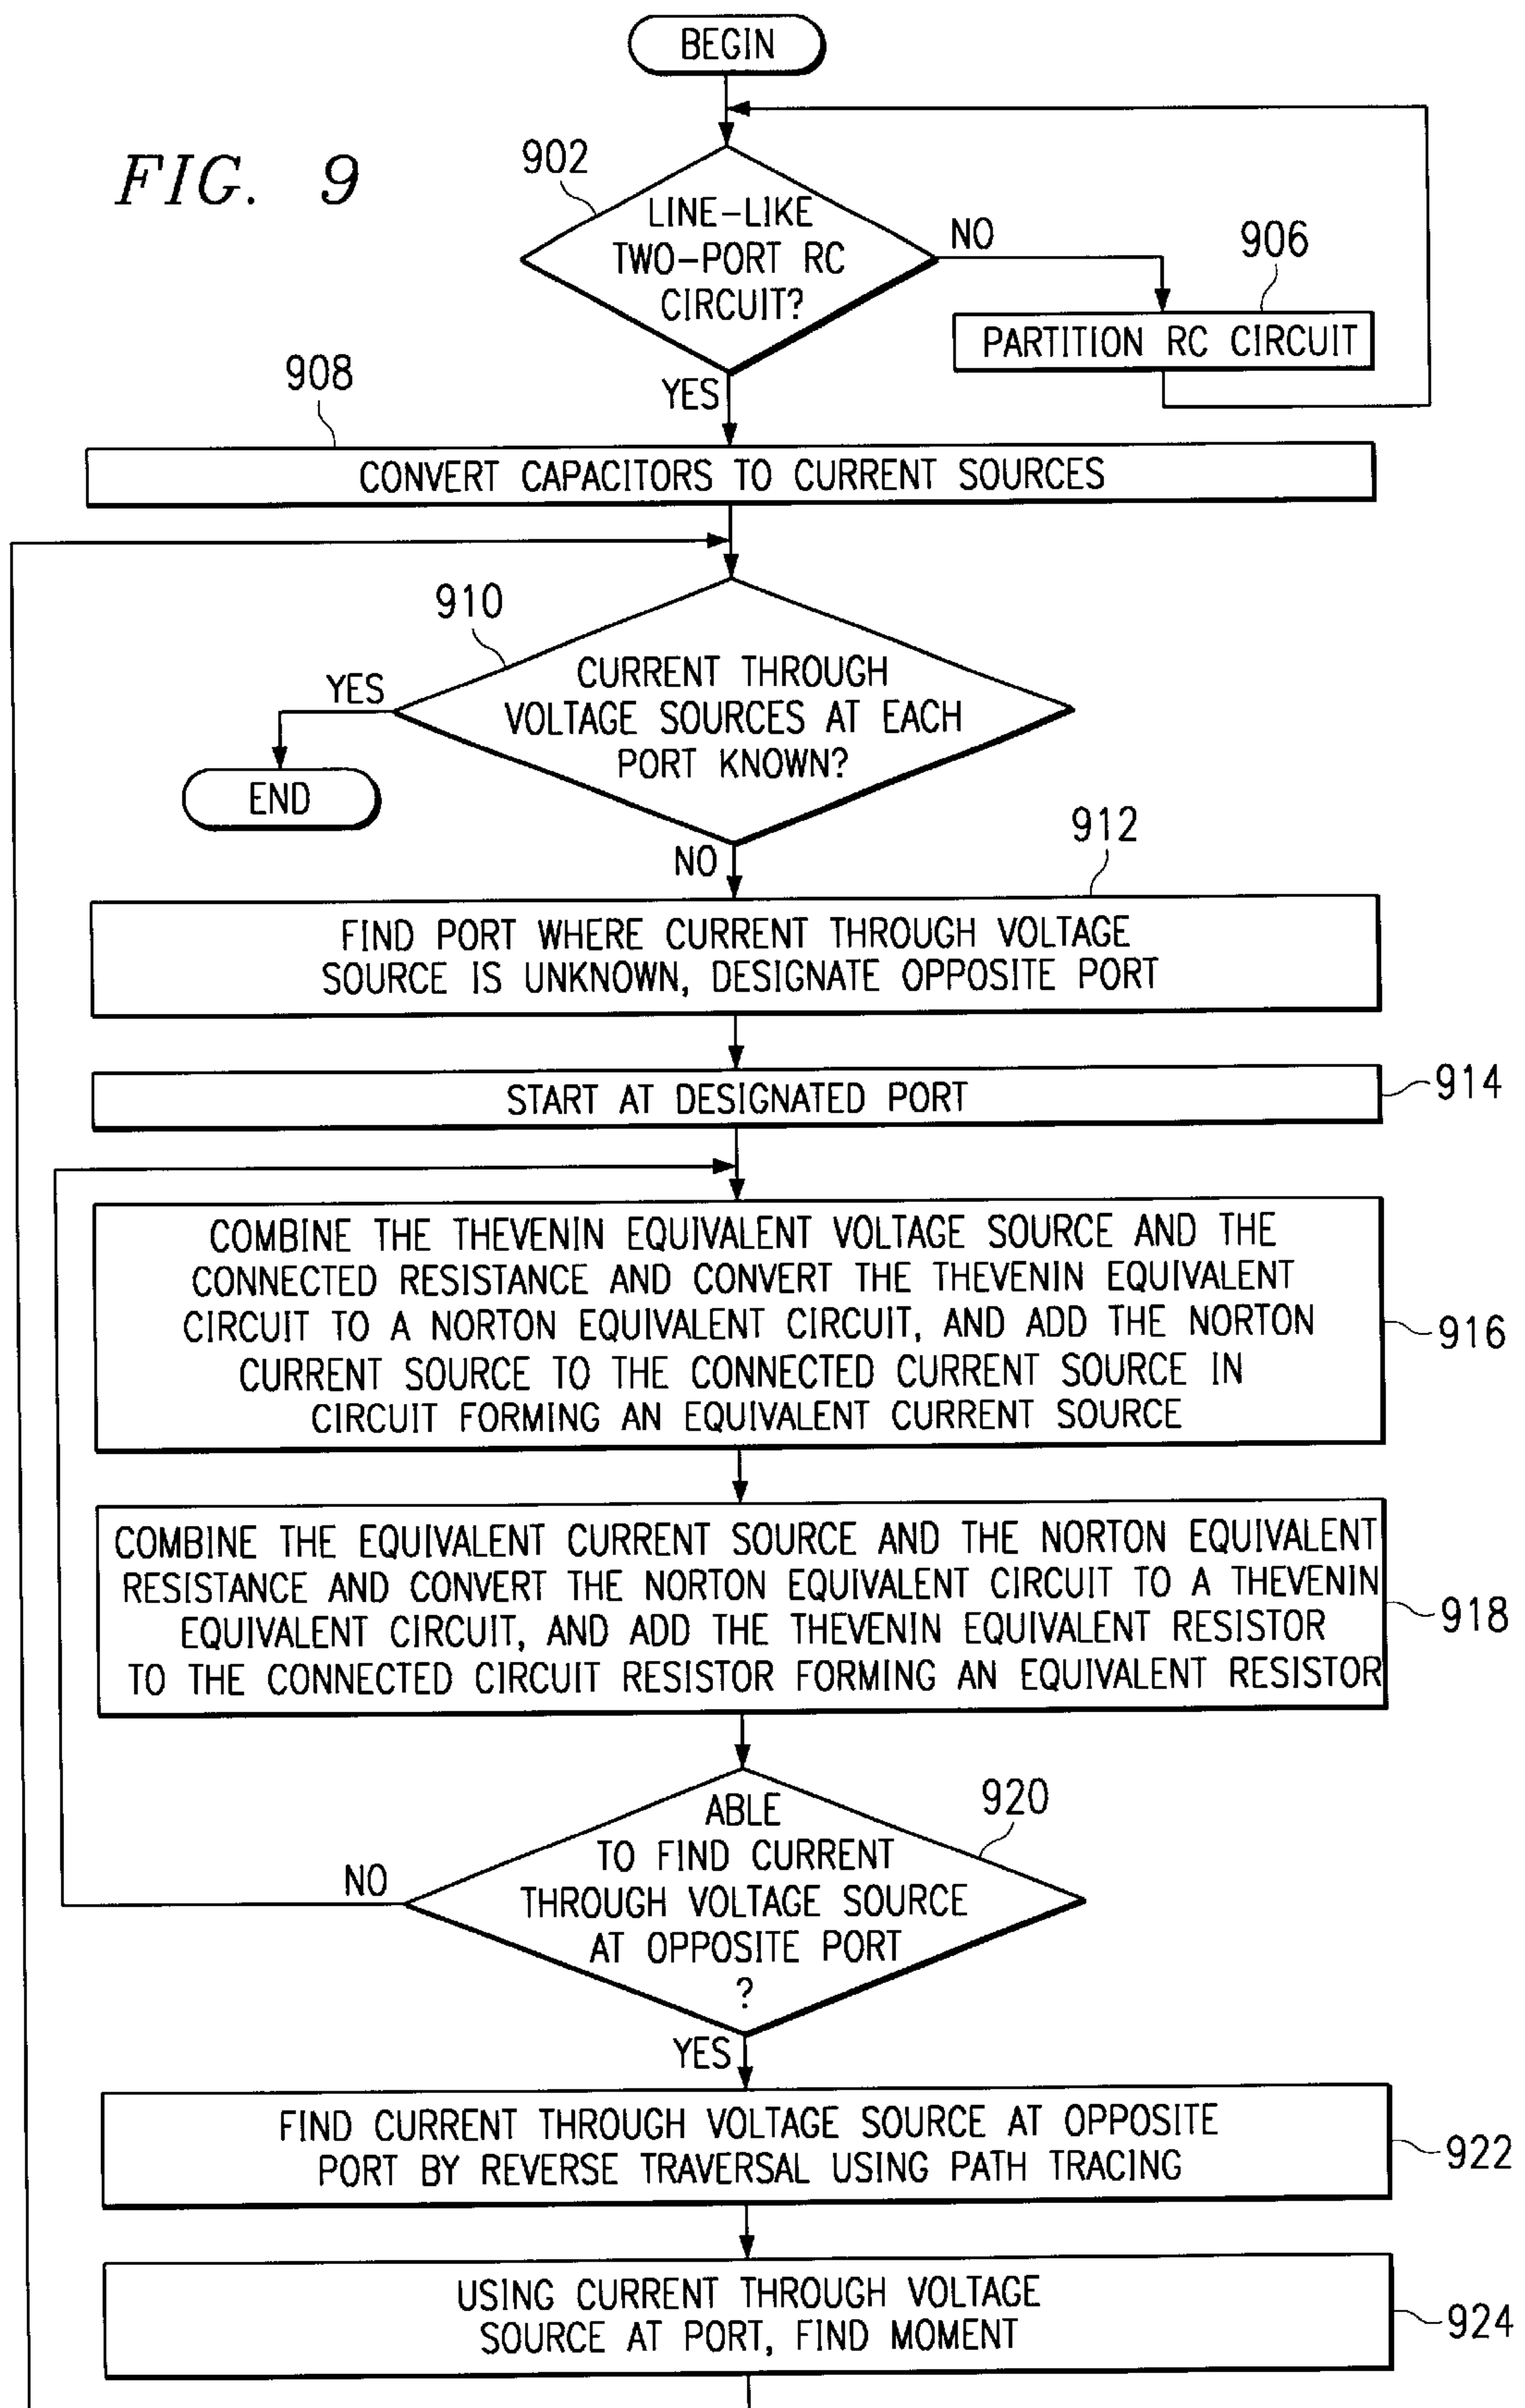 BEGIN
FIG. 9
902
LINE-LIKE
TWO-PORT RC
CIRCUIT?
NO
906
PARTITION RC CIRCUIT
YES
908
CONVERT CAPACITORS TO CURRENT SOURCES
910
CURRENT THROUGH
VOLTAGE SOURCES AT EACH
PORT KNOWN?
YES
END
NO
912
FIND PORT WHERE CURRENT THROUGH VOLTAGE
SOURCE IS UNKNOWN, DESIGNATE OPPOSITE PORT
START AT DESIGNATED PORT
914
COMBINE THE THEVENIN EQUIVALENT VOLTAGE SOURCE AND THE
CONNECTED RESISTANCE AND CONVERT THE THEVENIN EQUIVALENT
CIRCUIT TO A NORTON EQUIVALENT CIRCUIT, AND ADD THE NORTON
CURRENT SOURCE TO THE CONNECTED CURRENT SOURCE IN
CIRCUIT FORMING AN EQUIVALENT CURRENT SOURCE
916
COMBINE THE EQUIVALENT CURRENT SOURCE AND THE NORTON EQUIVALENT
RESISTANCE AND CONVERT THE NORTON EQUIVALENT CIRCUIT TO A THEVENIN
EQUIVALENT CIRCUIT, AND ADD THE THEVENIN EQUIVALENT RESISTOR
TO THE CONNECTED CIRCUIT RESISTOR FORMING AN EQUIVALENT RESISTOR
918
920
ABLE
TO FIND CURRENT
THROUGH VOLTAGE SOURCE
AT OPPOSITE PORT
?
NO
YES
FIND CURRENT THROUGH VOLTAGE SOURCE AT OPPOSITE
PORT BY REVERSE TRAVERSAL USING PATH TRACING
922
USING CURRENT THROUGH VOLTAGE
SOURCE AT PORT, FIND MOMENT
924